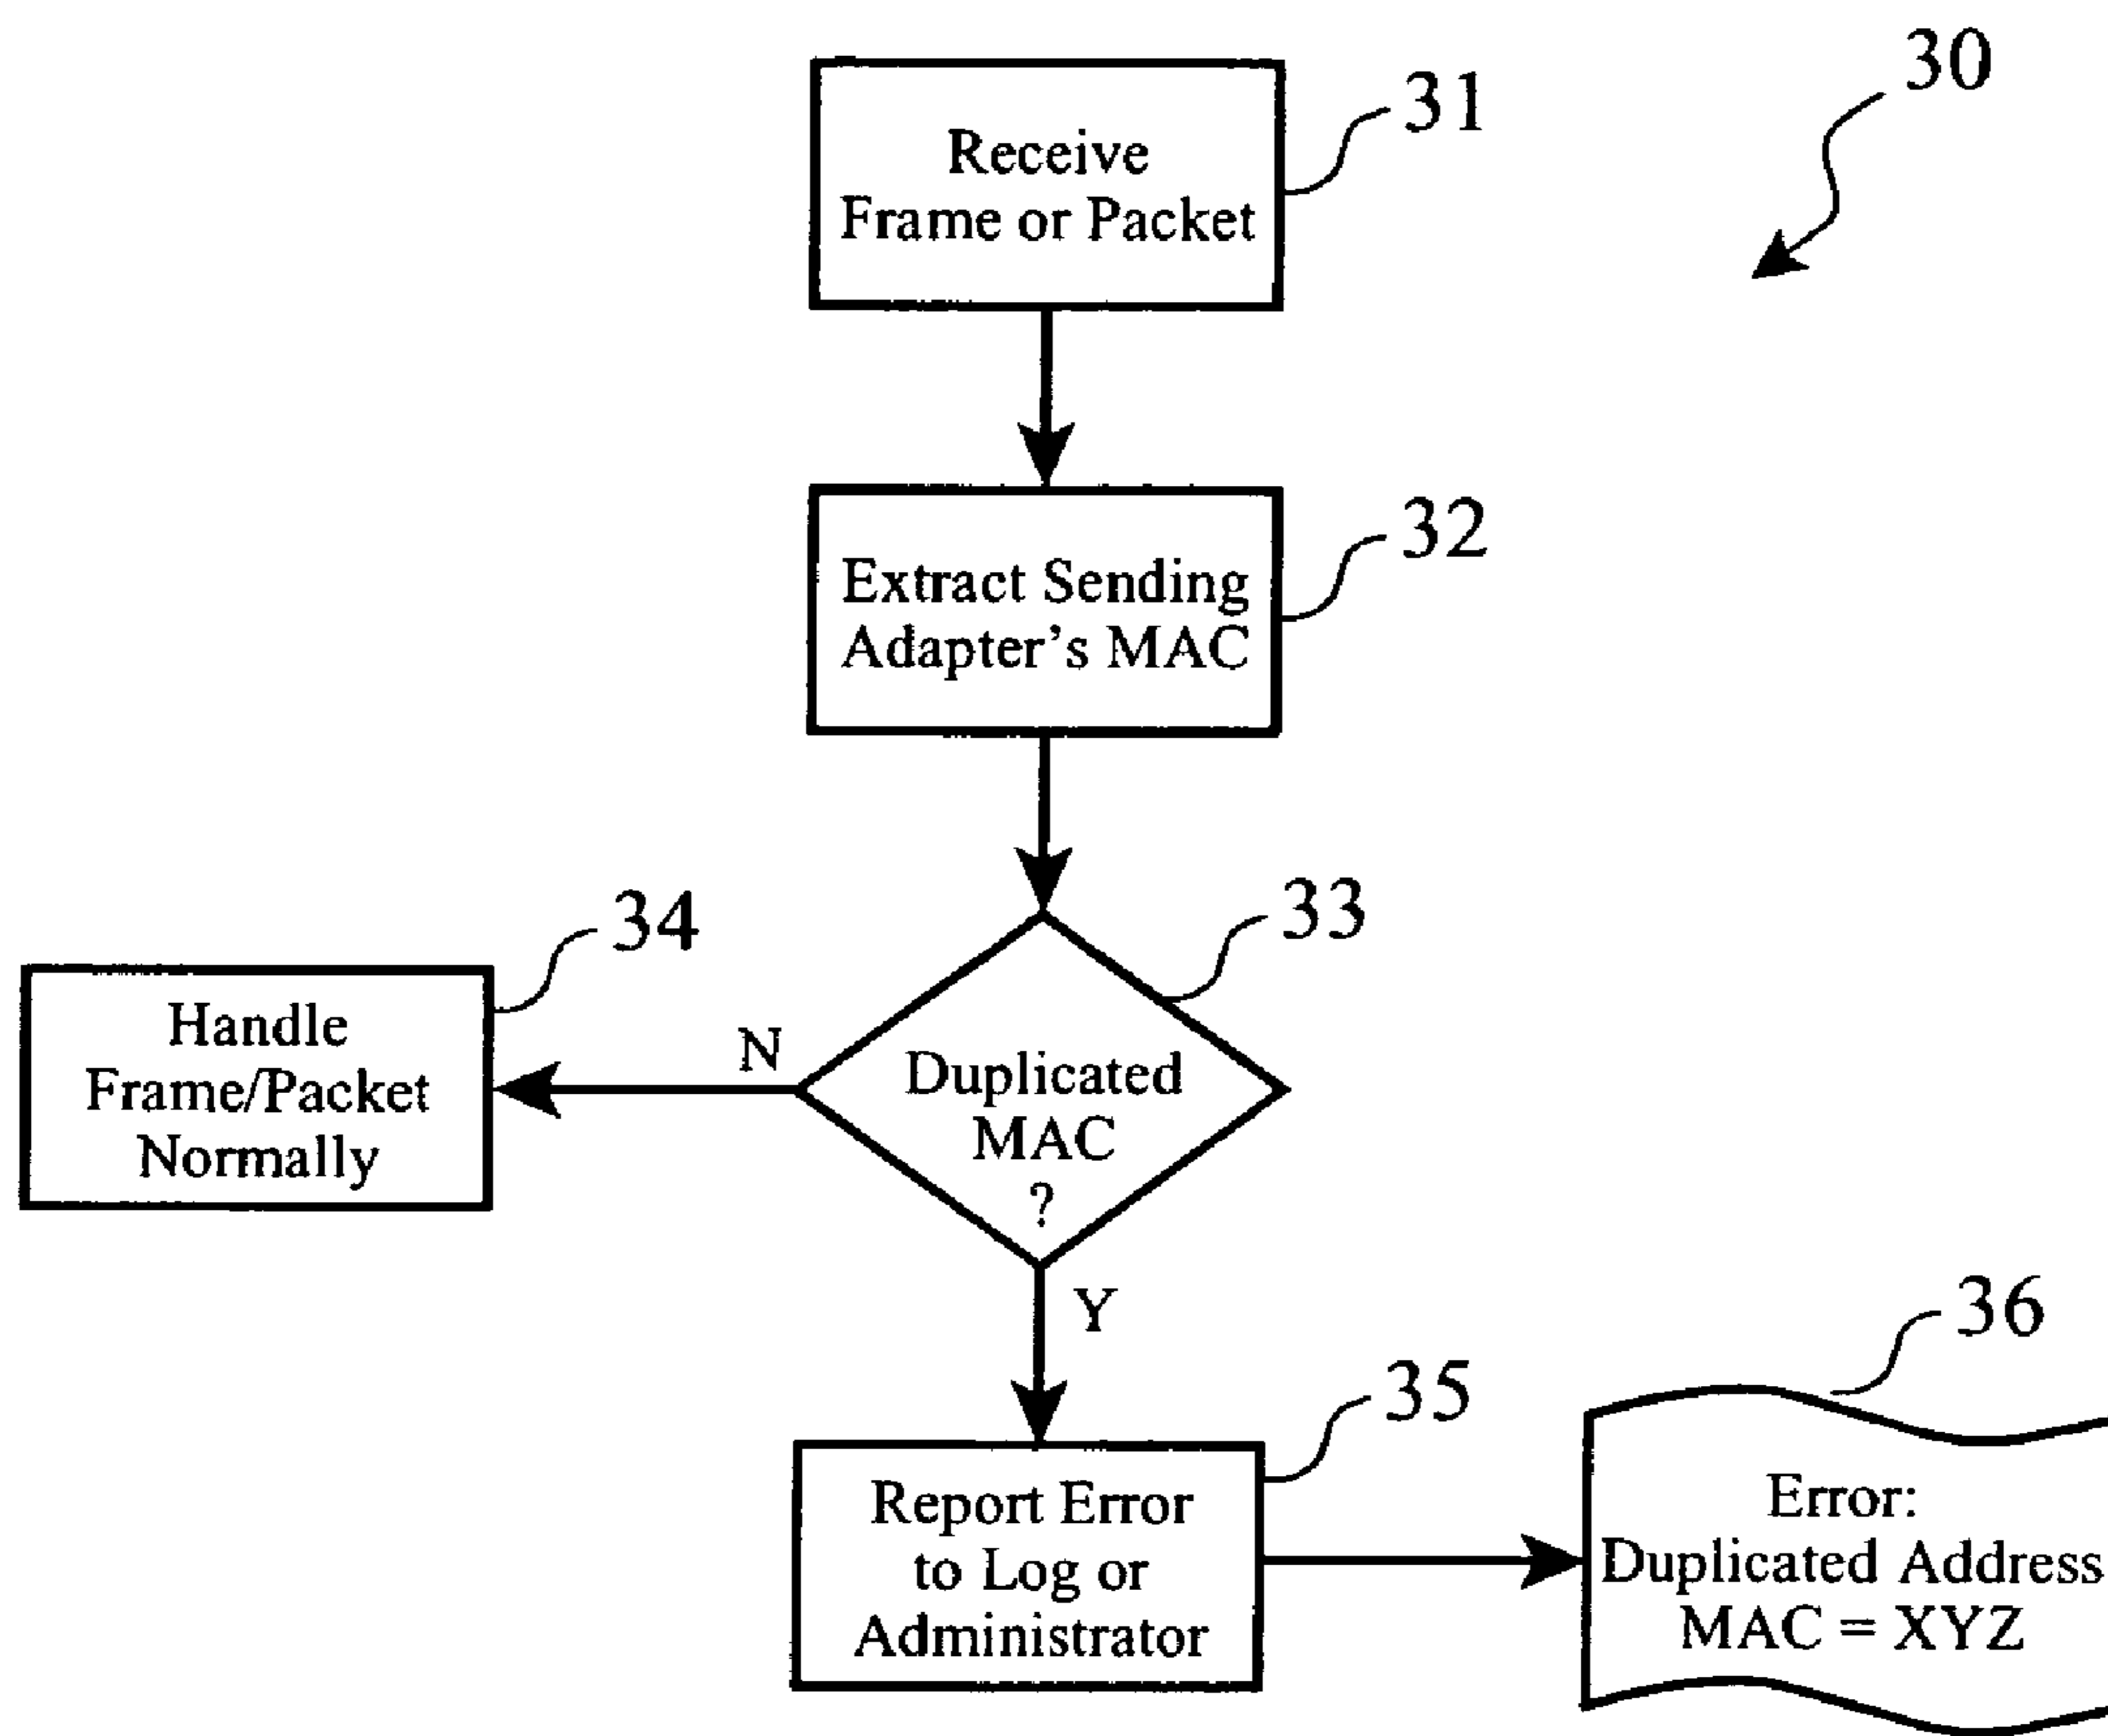 30
31
Receive
Frame or Packet
32
Extract Sending
Adapter's MAC
33
Duplicated
MAC
?
N
34
Handle
Frame/Packet
Normally
Y
35
Report Error
to Log or
Administrator
36
Error:
Duplicated Address
MAC = XYZ